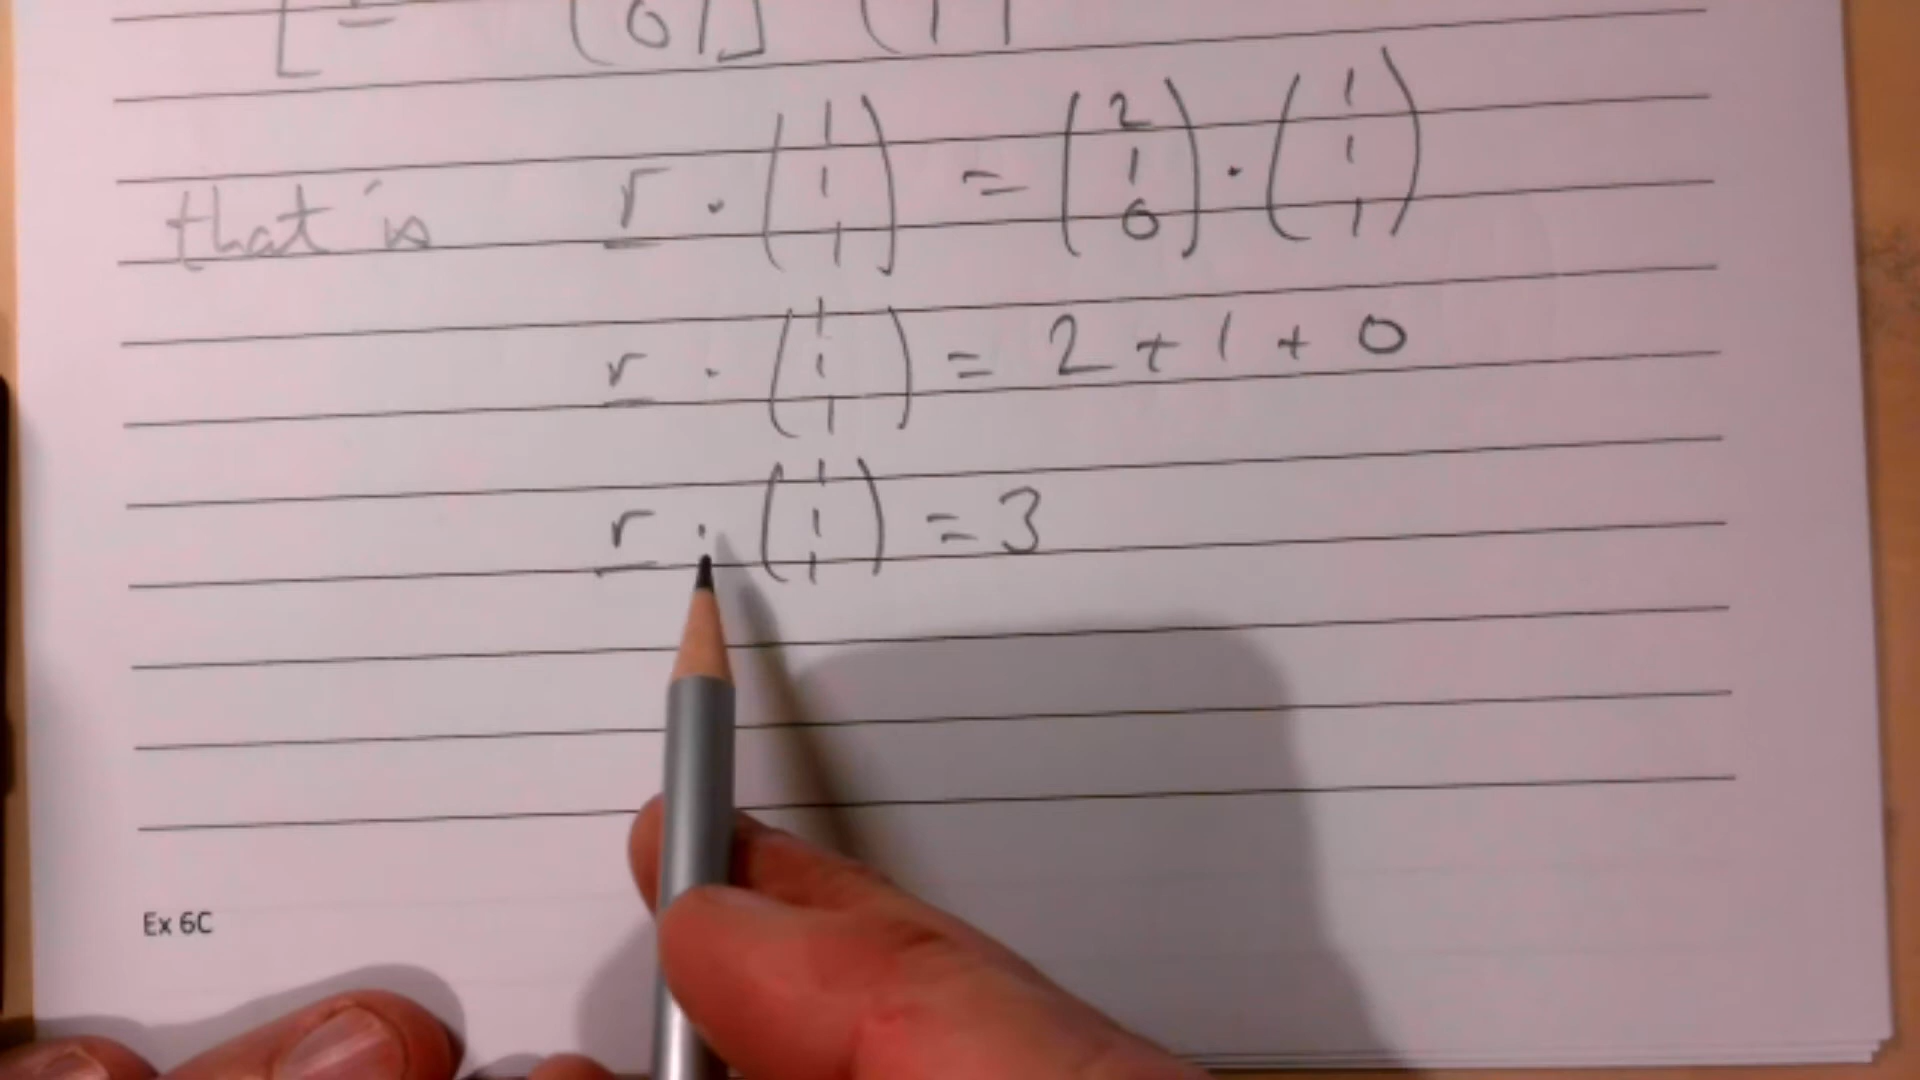 that is r · (1 1 1) = (2 1 0) · (1 1 1)
r · (1 1 1) = 2 + 1 + 0
r · (1 1 1) = 3
Ex 6C